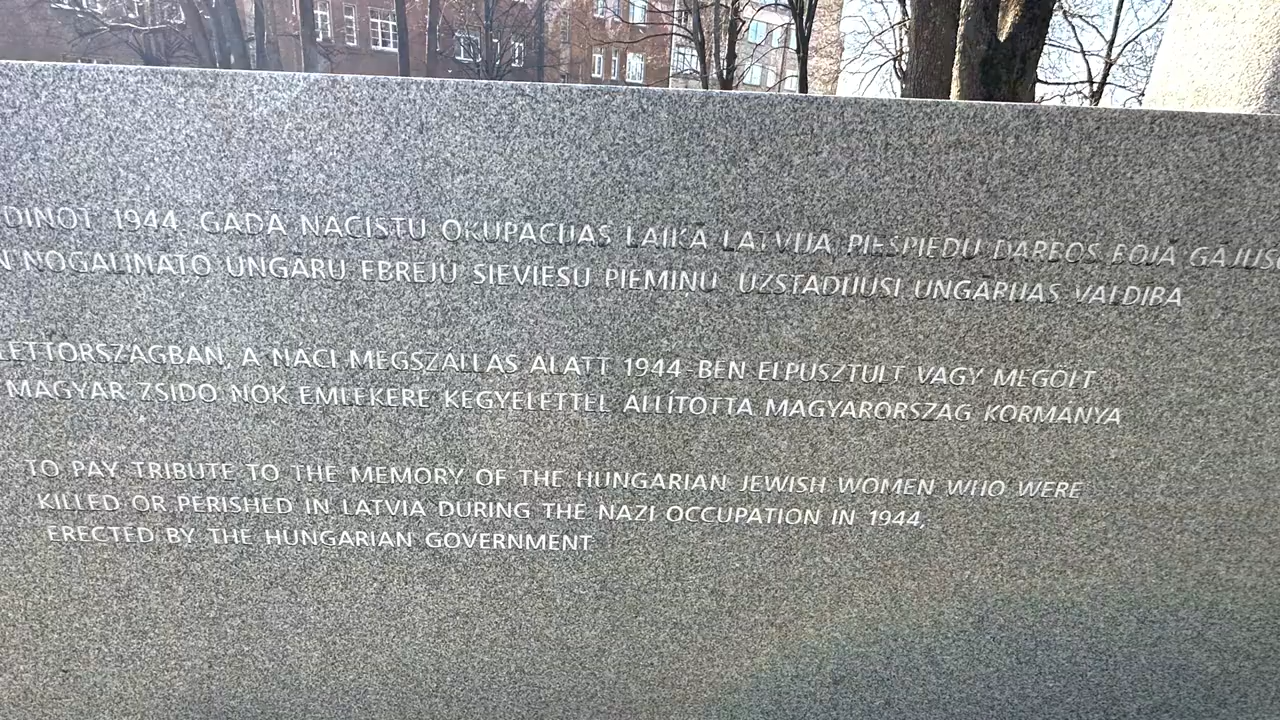 DINOT 1944. GADA NACISTU OKUPĀCIJAS LAIKĀ LATVIJĀ PIESPIEDU DARBOS BOJĀ GĀJUŠO
N NOGALINĀTO UNGĀRU EBREJU SIEVIEŠU PIEMIŅU, UZSTĀDĪJUSI UNGĀRIJAS VALDĪBA
LETTORSZÁGBAN, A NÁCI MEGSZÁLLÁS ALATT 1944-BEN ELPUSZTULT VAGY MEGÖLT
MAGYAR ZSIDÓ NŐK EMLÉKÉRE KEGYELETTEL ÁLLÍTOTTA MAGYARORSZÁG KORMÁNYA
TO PAY TRIBUTE TO THE MEMORY OF THE HUNGARIAN JEWISH WOMEN WHO WERE
KILLED OR PERISHED IN LATVIA DURING THE NAZI OCCUPATION IN 1944,
ERECTED BY THE HUNGARIAN GOVERNMENT